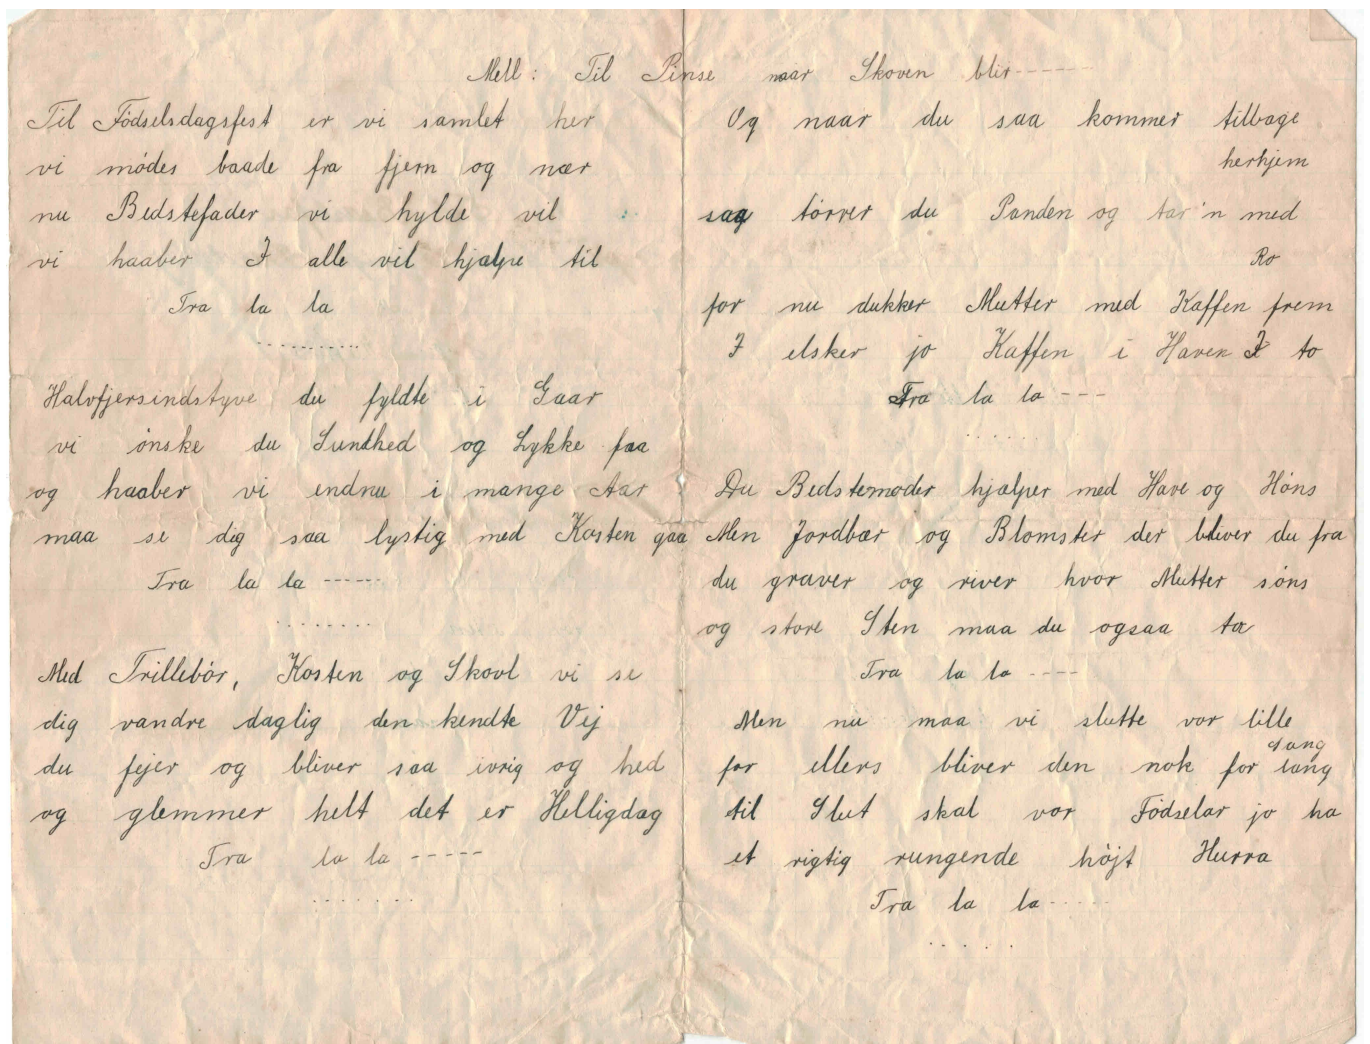 Mell: Til Pinse naar Skoven blir-----
Til Födselsdagsfest er vi samlet her
vi mödes baade fra fjern og nær
nu Bedstefader vi hylde vil
vi haaber I alle vil hjælpe til
Tra la la
..........
Halvfjersindstyve du fyldte i Gaar
vi önske du Sundhed og Lykke faa
og haaber vi endnu i mange Aar
maa se dig saa lystig med Kosten gaa
Tra la la -----
........
Med Trillebör, Kosten og Skovl vi se
dig vandre daglig den kendte Vej
du fejer og bliver saa ivrig og hed
og glemmer helt det er Helligdag
Tra la la -----
.......
Og naar du saa kommer tilbage
herhjem
saa törrer du Panden og tar'n med
Ro
for nu dukker Mutter med Kaffen frem
I elsker jo Kaffen i Haven I to
Tra la la ---
......
Du Bedstemoder hjælper med Have og Höns
Men Jordbær og Blomster der bliver du fra
du graver og river hvor Mutter söns
og store Sten maa du ogsaa ta
Tra la la ----
Men nu maa vi slutte vor lille
Sang
for ellers bliver den nok for lang
til Slut skal vor Födselar jo ha
et rigtig rungende höjt Hurra
Tra la la-----
.....